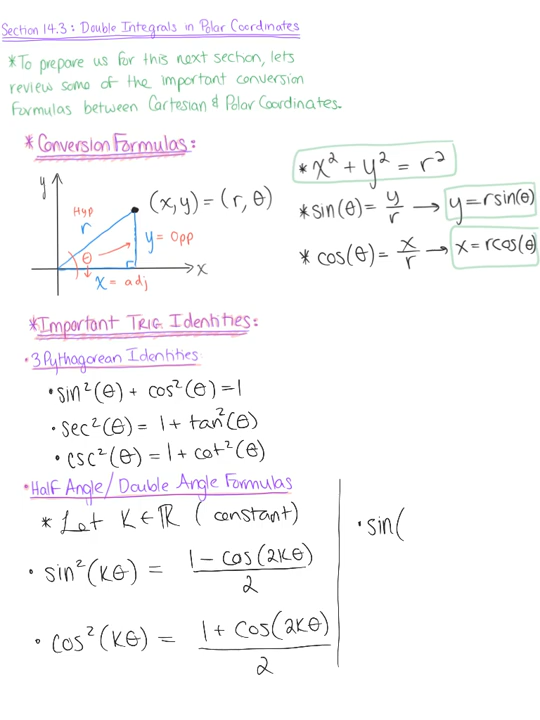 Section 14.3: Double Integrals in Polar Coordinates
*To prepare us for this next section, lets
review some of the important conversion
Formulas between Cartesian & Polar Coordinates.
*Conversion Formulas:
y
Hyp
r
θ
(x,y) = (r, θ)
y = opp
x = adj
x
*x² + y² = r²
*sin(θ) = y/r → y = rsin(θ)
*cos(θ) = x/r → x = rcos(θ)
*Important TRIG Identities:
•3 Pythagorean Identities
•sin²(θ) + cos²(θ) = 1
•sec²(θ) = 1 + tan²(θ)
•csc²(θ) = 1 + cot²(θ)
•Half Angle/Double Angle Formulas
*Let K ∈ ℝ (constant)
•sin²(Kθ) = 1 - cos(2Kθ)/2
•cos²(Kθ) = 1 + cos(2Kθ)/2
•sin(